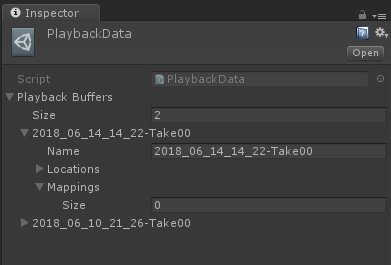 Inspector
PlaybackData
Open
Script PlaybackData
Playback Buffers
Size 2
2018_06_14_14_22-Take00
Name 2018_06_14_14_22-Take00
Locations
Mappings
Size 0
2018_06_10_21_26-Take00